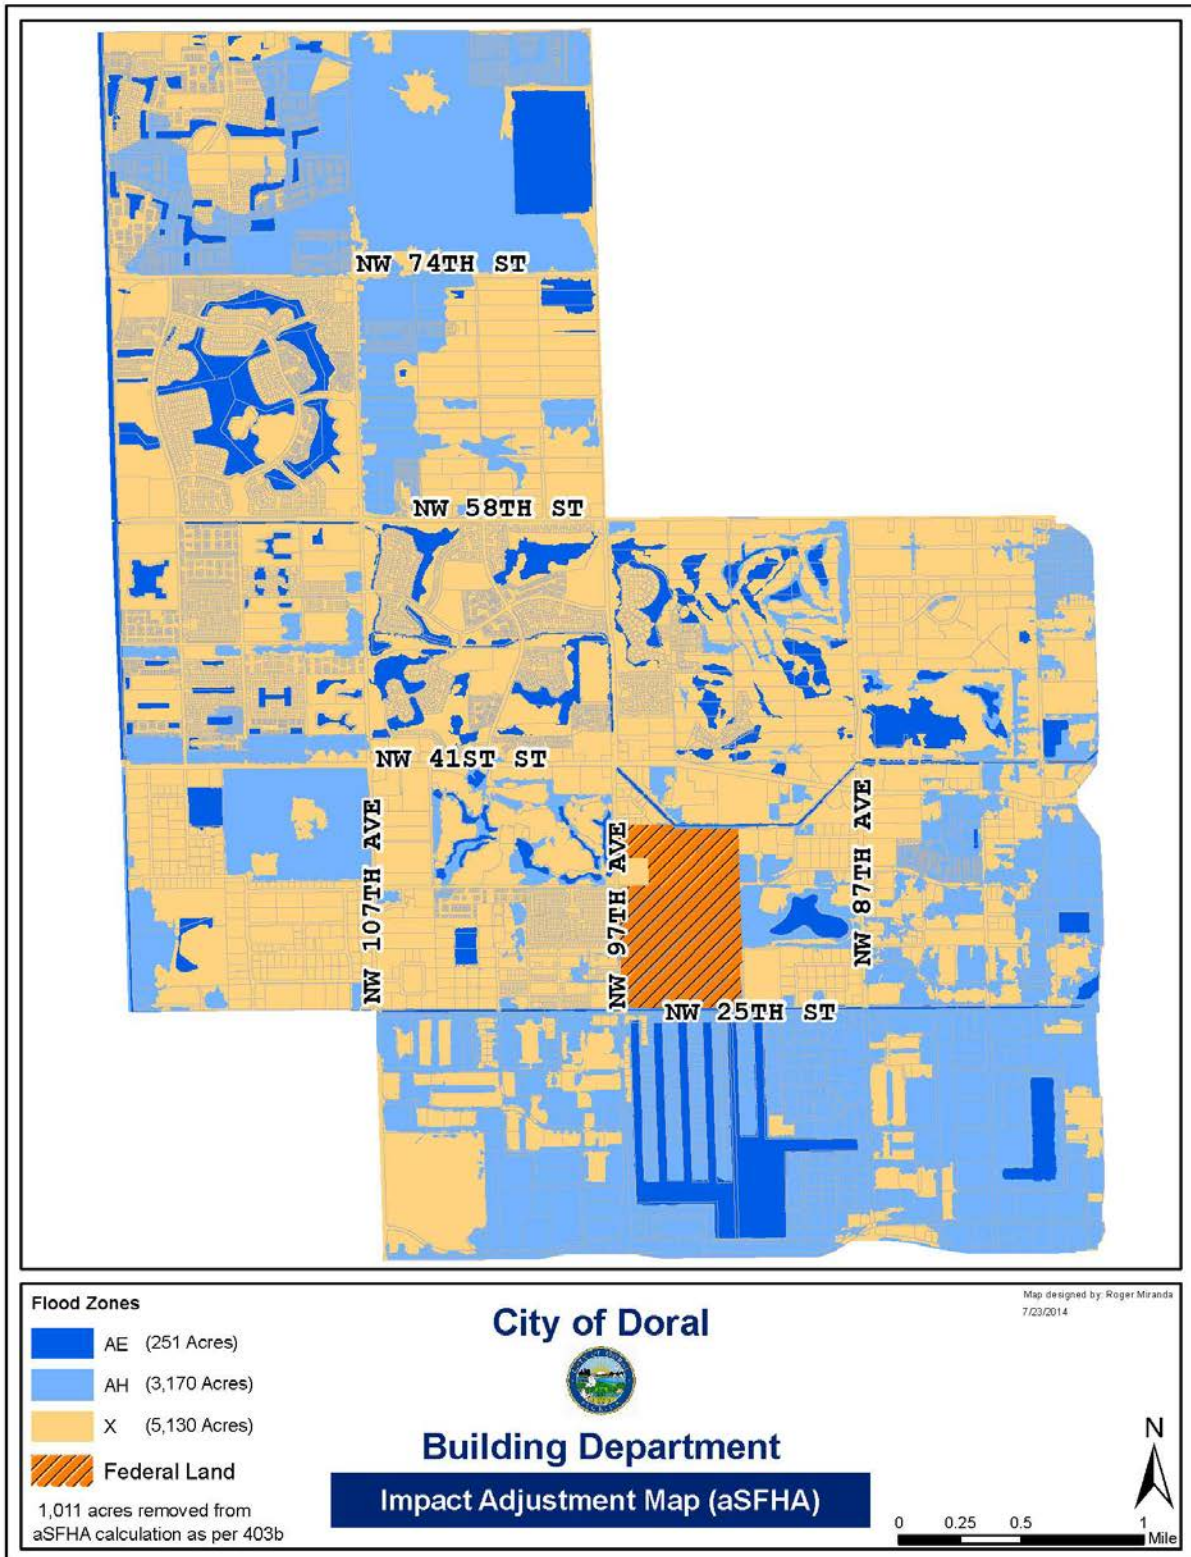 NW 74TH ST
NW 58TH ST
NW 41ST ST
NW 107TH AVE
NW 97TH AVE
NW 87TH AVE
NW 25TH ST
Flood Zones
AE (251 Acres)
AH (3,170 Acres)
X (5,130 Acres)
Federal Land
1,011 acres removed from
aSFHA calculation as per 403b
City of Doral
Building Department
Impact Adjustment Map (aSFHA)
Map designed by: Roger Miranda
7/23/2014
N
0 0.25 0.5 1
Mile